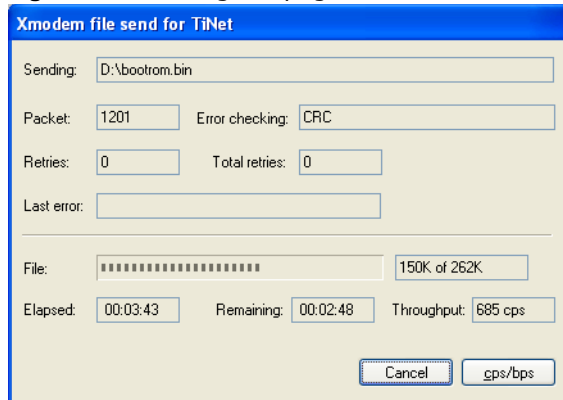 Xmodem file send for TiNet
Sending: D:\bootrom.bin
Packet: 1201 Error checking: CRC
Retries: 0 Total retries: 0
Last error:
File: 150K of 262K
Elapsed: 00:03:43 Remaining: 00:02:48 Throughput: 685 cps
Cancel cps/bps